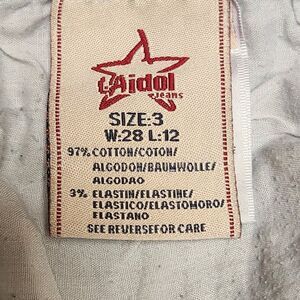 t.Aidol
Jeans
SIZE:3
W:28 L:12
97% COTTON/COTON/
ALGODON/BAUMWOLLE/
ALGODAO
3% ELASTIN/ELASTINE/
ELASTICO/ELASTOMORO/
ELASTANO
SEE REVERSEFOR CARE